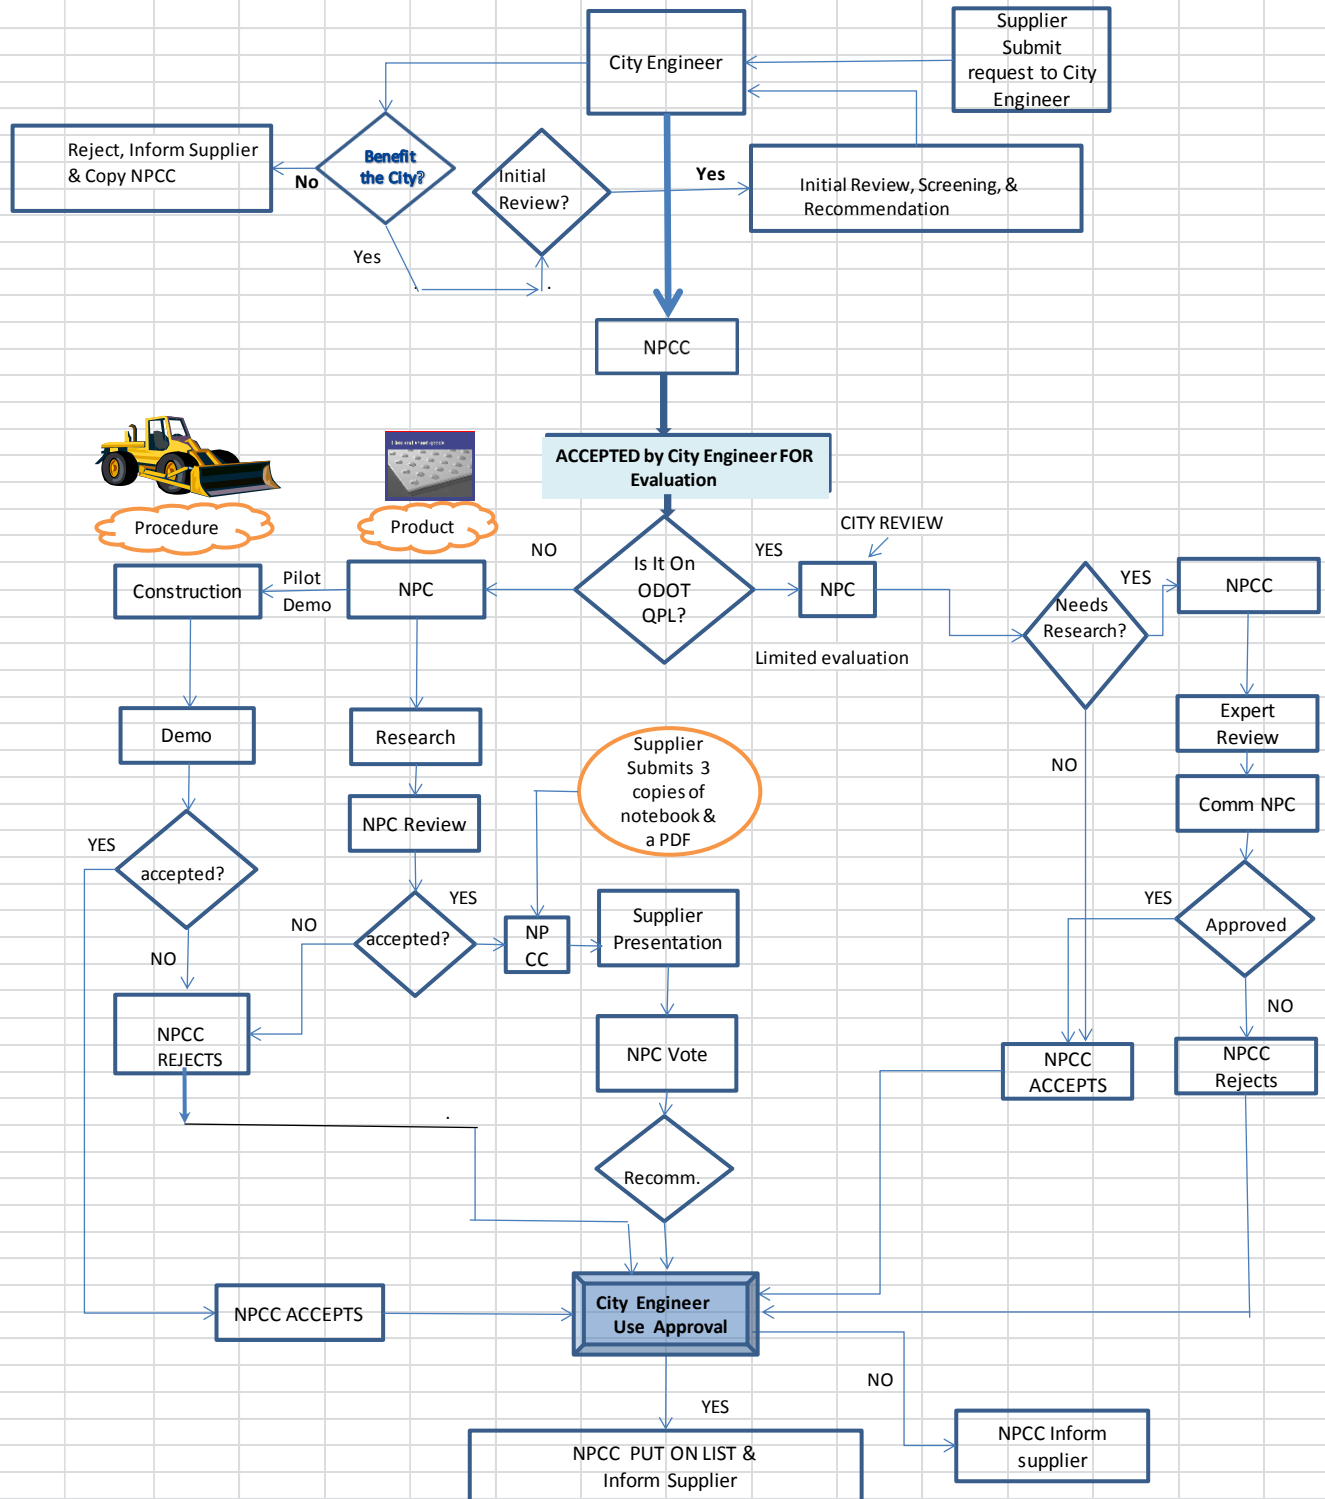 Supplier
Submit
request to City
Engineer
City Engineer
Reject, Inform Supplier
& Copy NPCC
No
Benefit
the City?
Yes
.
.
Initial
Review?
Yes
Initial Review, Screening, &
Recommendation
NPCC
ACCEPTED by City Engineer FOR
Evaluation
Procedure
Product
Construction
Pilot
Demo
NPC
NO
Is It On
ODOT
QPL?
YES
CITY REVIEW
NPC
Limited evaluation
Needs
Research?
YES
NPCC
NO
Demo
Research
Supplier
Submits 3
copies of
notebook &
a PDF
Expert
Review
NPC Review
Comm NPC
YES
accepted?
NO
NO
accepted?
YES
NP
CC
Supplier
Presentation
YES
Approved
NO
NPCC
REJECTS
NPC Vote
NPCC
ACCEPTS
NPCC
Rejects
.
Recomm.
NPCC ACCEPTS
City Engineer
Use Approval
NO
YES
NPCC PUT ON LIST &
Inform Supplier
NPCC Inform
supplier